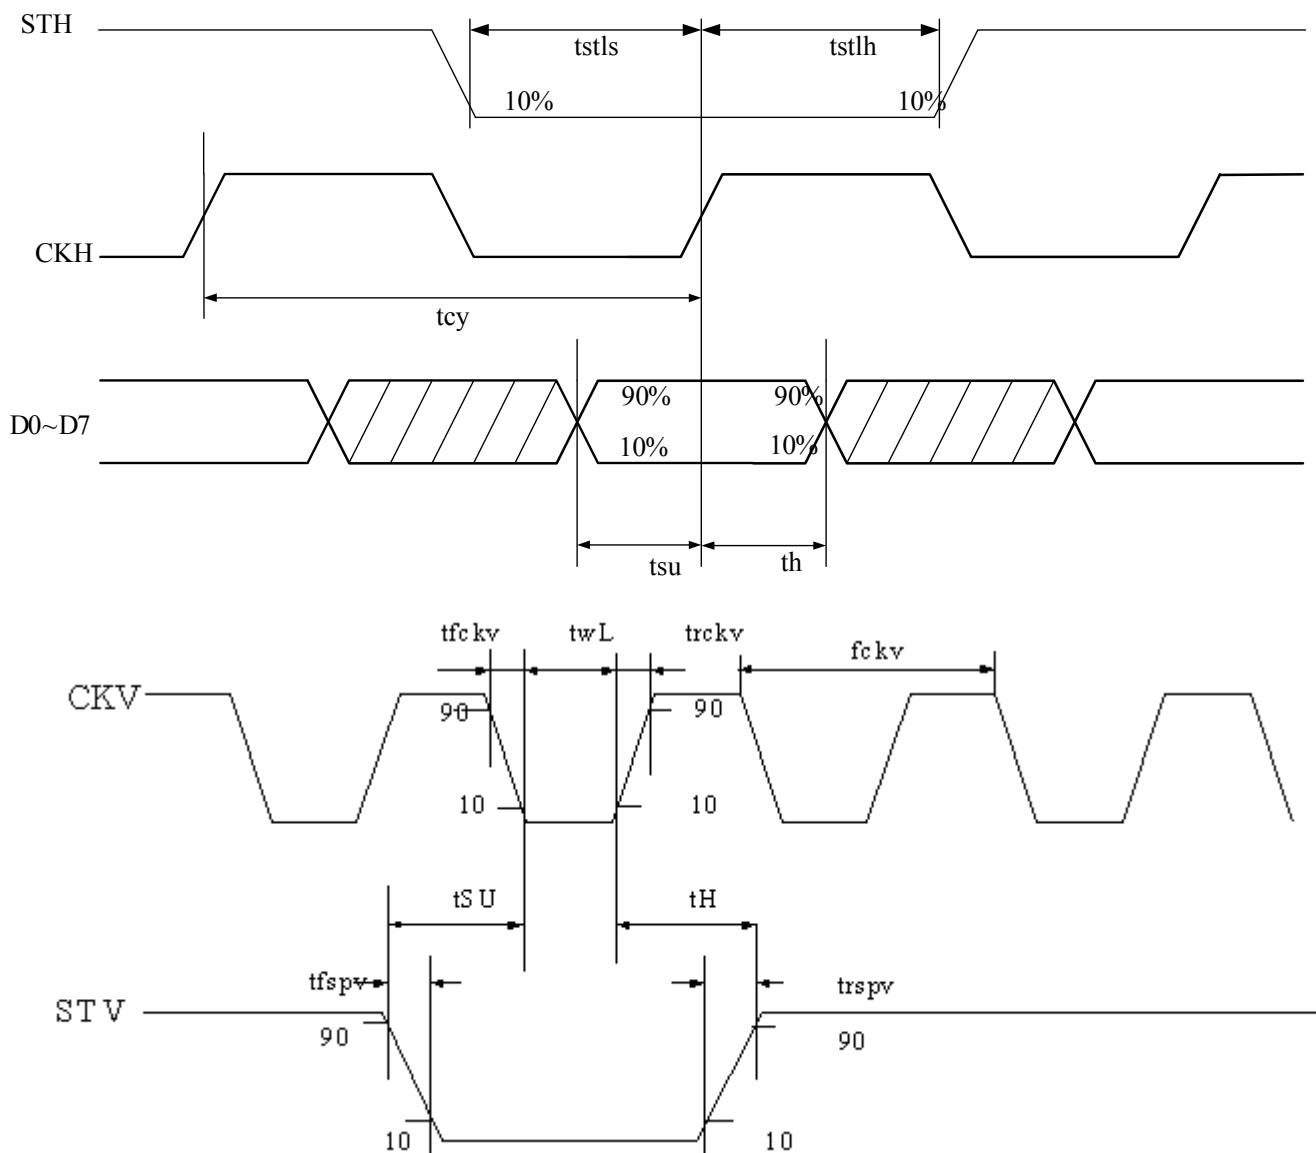 STH
tstls
tstlh
10%
10%
CKH
tcy
D0~D7
90%
90%
10%
10%
tsu
th
tfckv
twL
trckv
fckv
CKV
90
90
10
10
tSU
tH
tfspv
trspv
STV
90
90
10
10